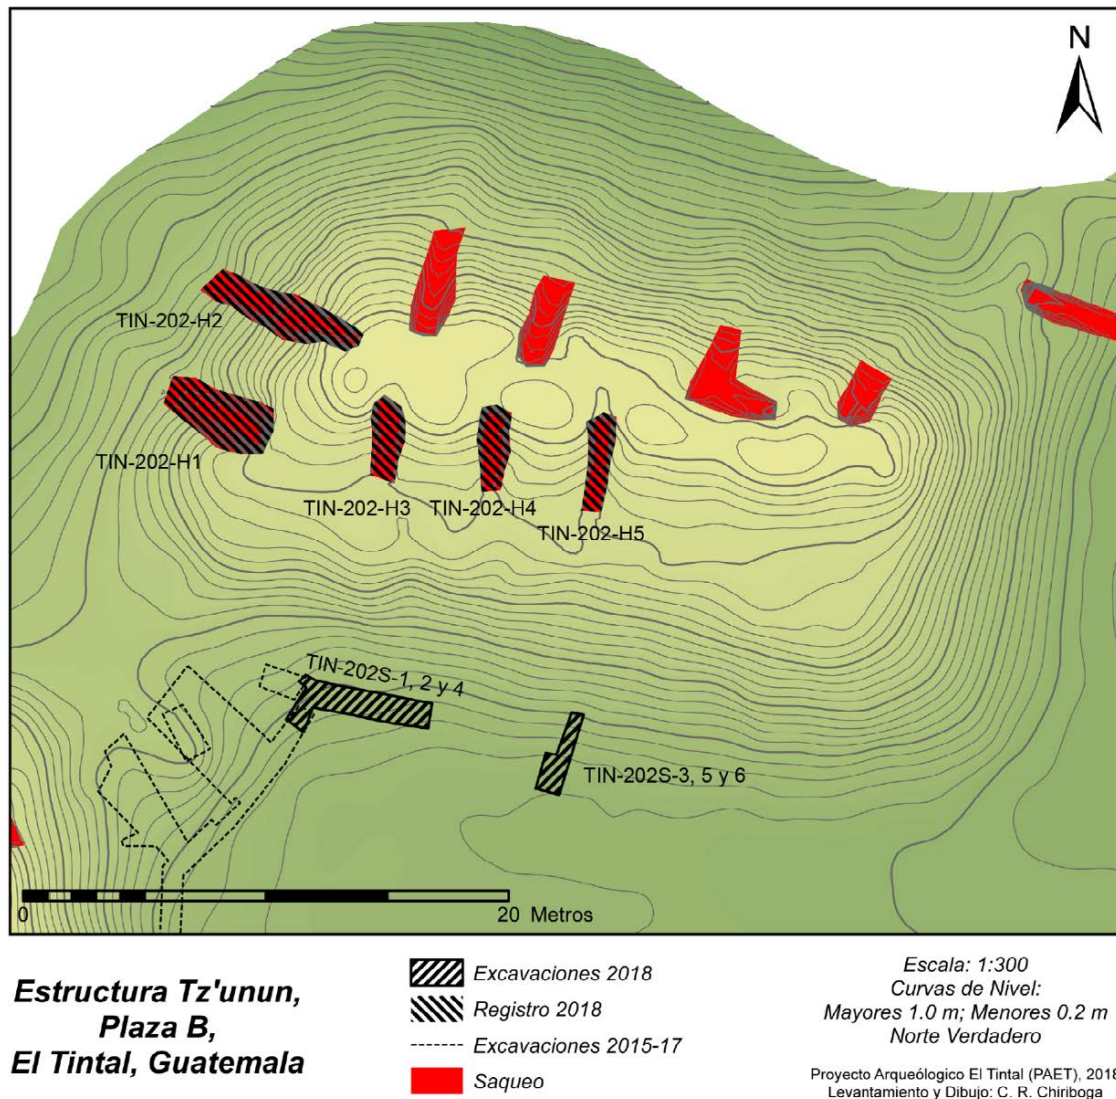 N
TIN-202-H2
TIN-202-H1
TIN-202-H3
TIN-202-H4
TIN-202-H5
TIN-202S-1, 2 y 4
TIN-202S-3, 5 y 6
0
20 Metros
Estructura Tz'unun,
Plaza B,
El Tintal, Guatemala
Excavaciones 2018
Registro 2018
Excavaciones 2015-17
Saqueo
Escala: 1:300
Curvas de Nivel:
Mayores 1.0 m; Menores 0.2 m
Norte Verdadero
Proyecto Arqueológico El Tintal (PAET), 2018
Levantamiento y Dibujo: C. R. Chiriboga